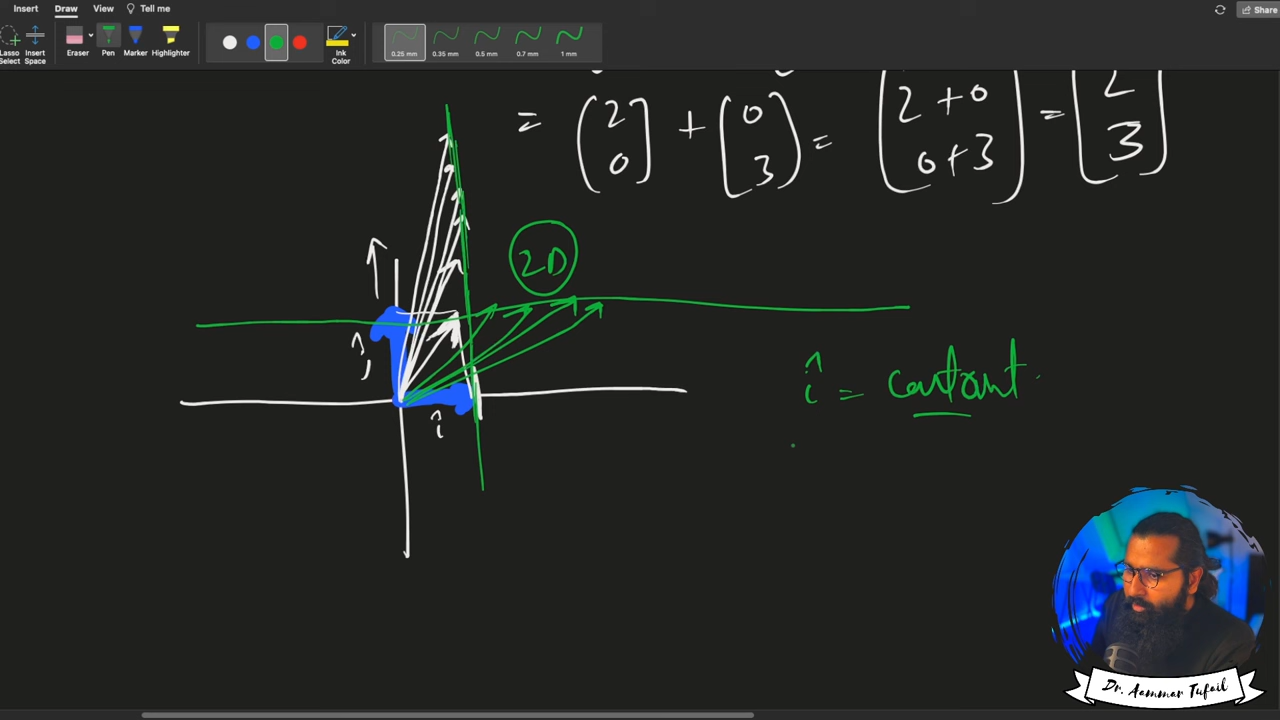 Insert Draw View Tell me
Share
Lasso Select
Insert Space
Eraser
Pen
Marker
Highlighter
Ink Color
0.25 mm
0.35 mm
0.5 mm
0.7 mm
1 mm
= [2 0] + [0 3] = [2+0 0+3] = [2 3]
2D
ĵ
î
î = constant
Dr. Aammar Tufail